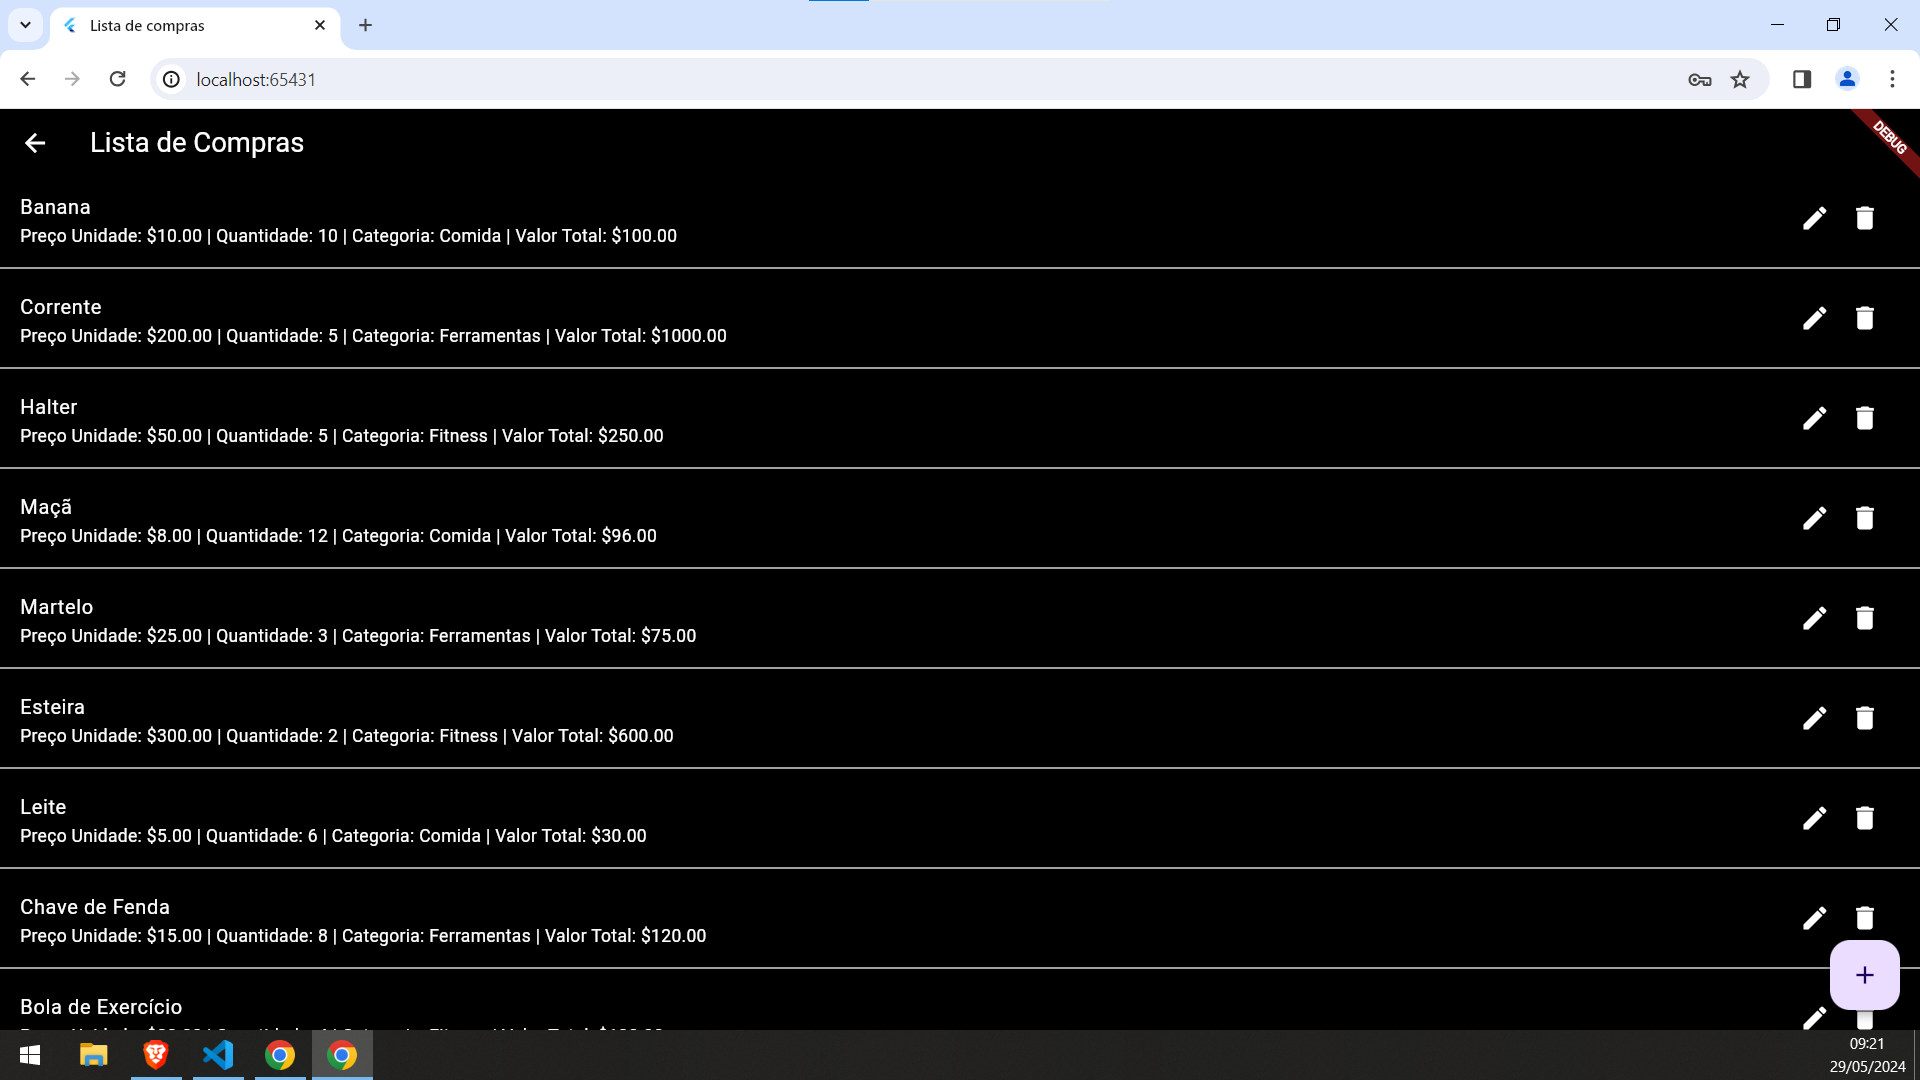 Lista de compras
localhost:65431
Lista de Compras
DEBUG
Banana
Preço Unidade: $10.00 | Quantidade: 10 | Categoria: Comida | Valor Total: $100.00
Corrente
Preço Unidade: $200.00 | Quantidade: 5 | Categoria: Ferramentas | Valor Total: $1000.00
Halter
Preço Unidade: $50.00 | Quantidade: 5 | Categoria: Fitness | Valor Total: $250.00
Maçã
Preço Unidade: $8.00 | Quantidade: 12 | Categoria: Comida | Valor Total: $96.00
Martelo
Preço Unidade: $25.00 | Quantidade: 3 | Categoria: Ferramentas | Valor Total: $75.00
Esteira
Preço Unidade: $300.00 | Quantidade: 2 | Categoria: Fitness | Valor Total: $600.00
Leite
Preço Unidade: $5.00 | Quantidade: 6 | Categoria: Comida | Valor Total: $30.00
Chave de Fenda
Preço Unidade: $15.00 | Quantidade: 8 | Categoria: Ferramentas | Valor Total: $120.00
Bola de Exercício
09:21
29/05/2024